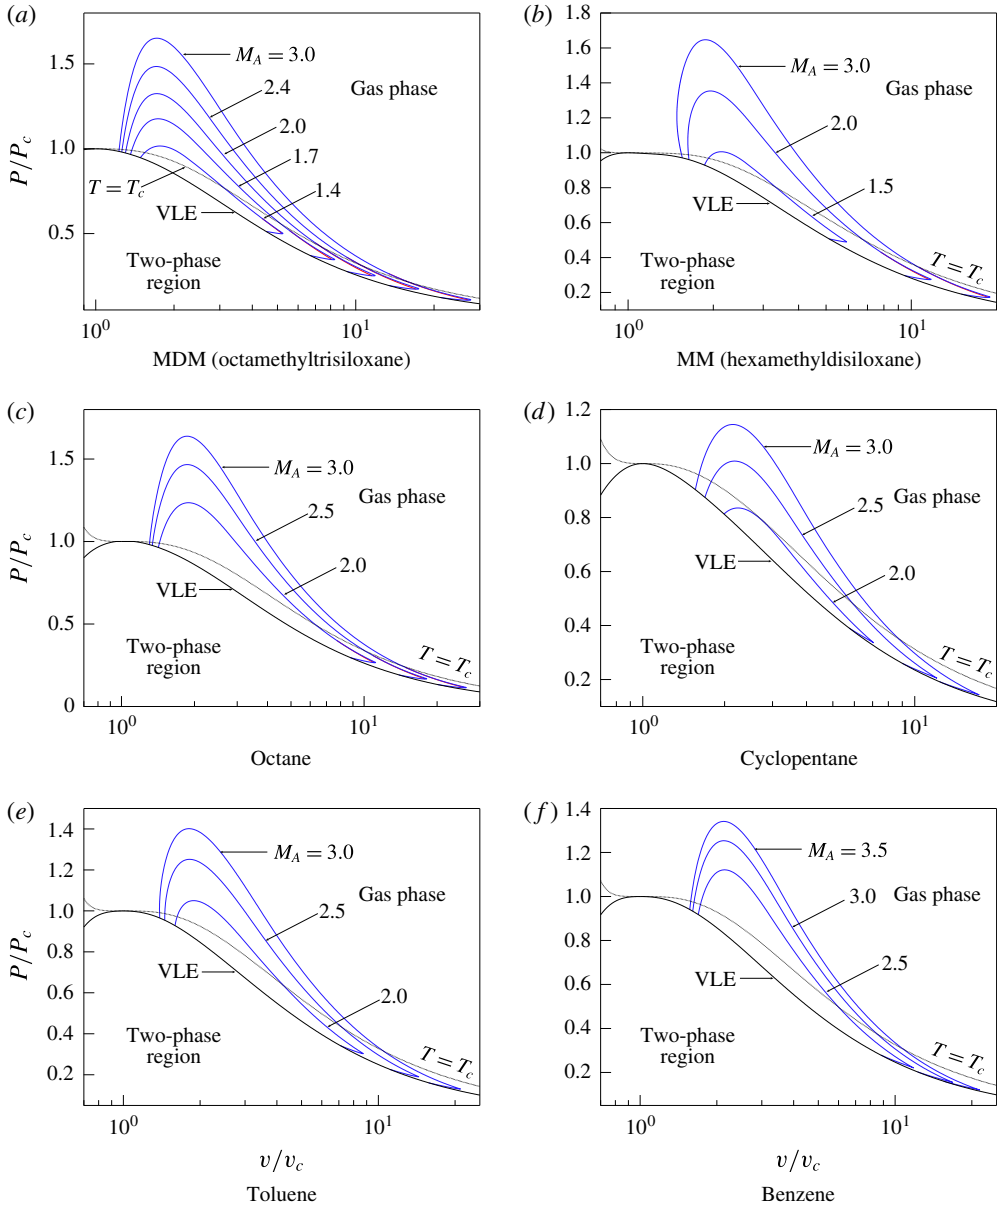 (a)
P/P_c
1.5
1.0
0.5
M_A = 3.0
2.4
2.0
1.7
1.4
Gas phase
T = T_c
VLE
Two-phase
region
10^0
10^1
MDM (octamethyltrisiloxane)
(b)
1.8
1.6
1.4
1.2
1.0
0.8
0.6
0.4
0.2
Gas phase
M_A = 3.0
2.0
1.5
VLE
Two-phase
region
T = T_c
10^0
10^1
MM (hexamethyldisiloxane)
(c)
P/P_c
1.5
1.0
0.5
0
M_A = 3.0
Gas phase
2.5
2.0
VLE
Two-phase
region
T = T_c
10^0
10^1
Octane
(d)
1.2
1.0
0.8
0.6
0.4
0.2
M_A = 3.0
Gas phase
2.5
2.0
VLE
Two-phase
region
T = T_c
10^0
10^1
Cyclopentane
(e)
P/P_c
1.4
1.2
1.0
0.8
0.6
0.4
0.2
M_A = 3.0
Gas phase
2.5
2.0
VLE
Two-phase
region
T = T_c
10^0
10^1
v/v_c
Toluene
(f)
1.4
1.2
1.0
0.8
0.6
0.4
0.2
M_A = 3.5
Gas phase
3.0
2.5
VLE
Two-phase
region
T = T_c
10^0
10^1
v/v_c
Benzene